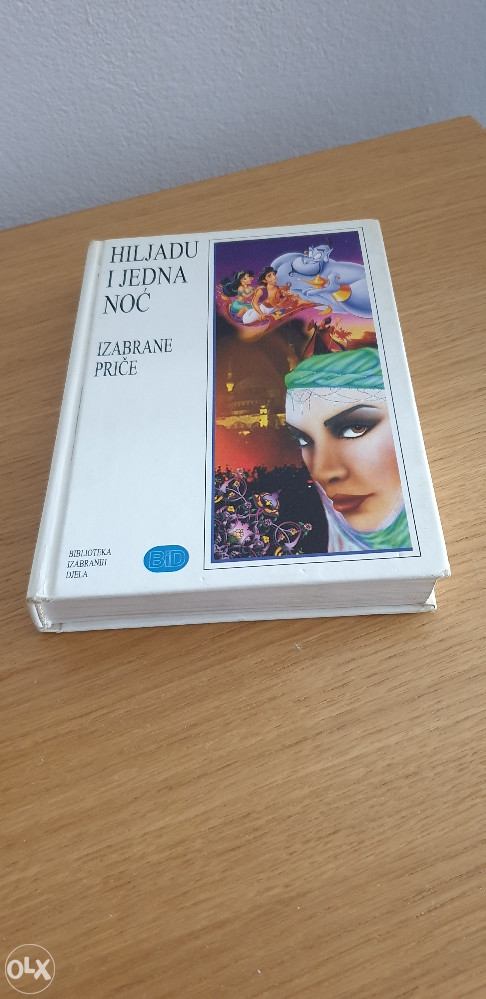 HILJADU
I JEDNA
NOĆ
IZABRANE
PRIČE
BIBLIOTEKA
IZABRANIH
DJELA
BID
OLX